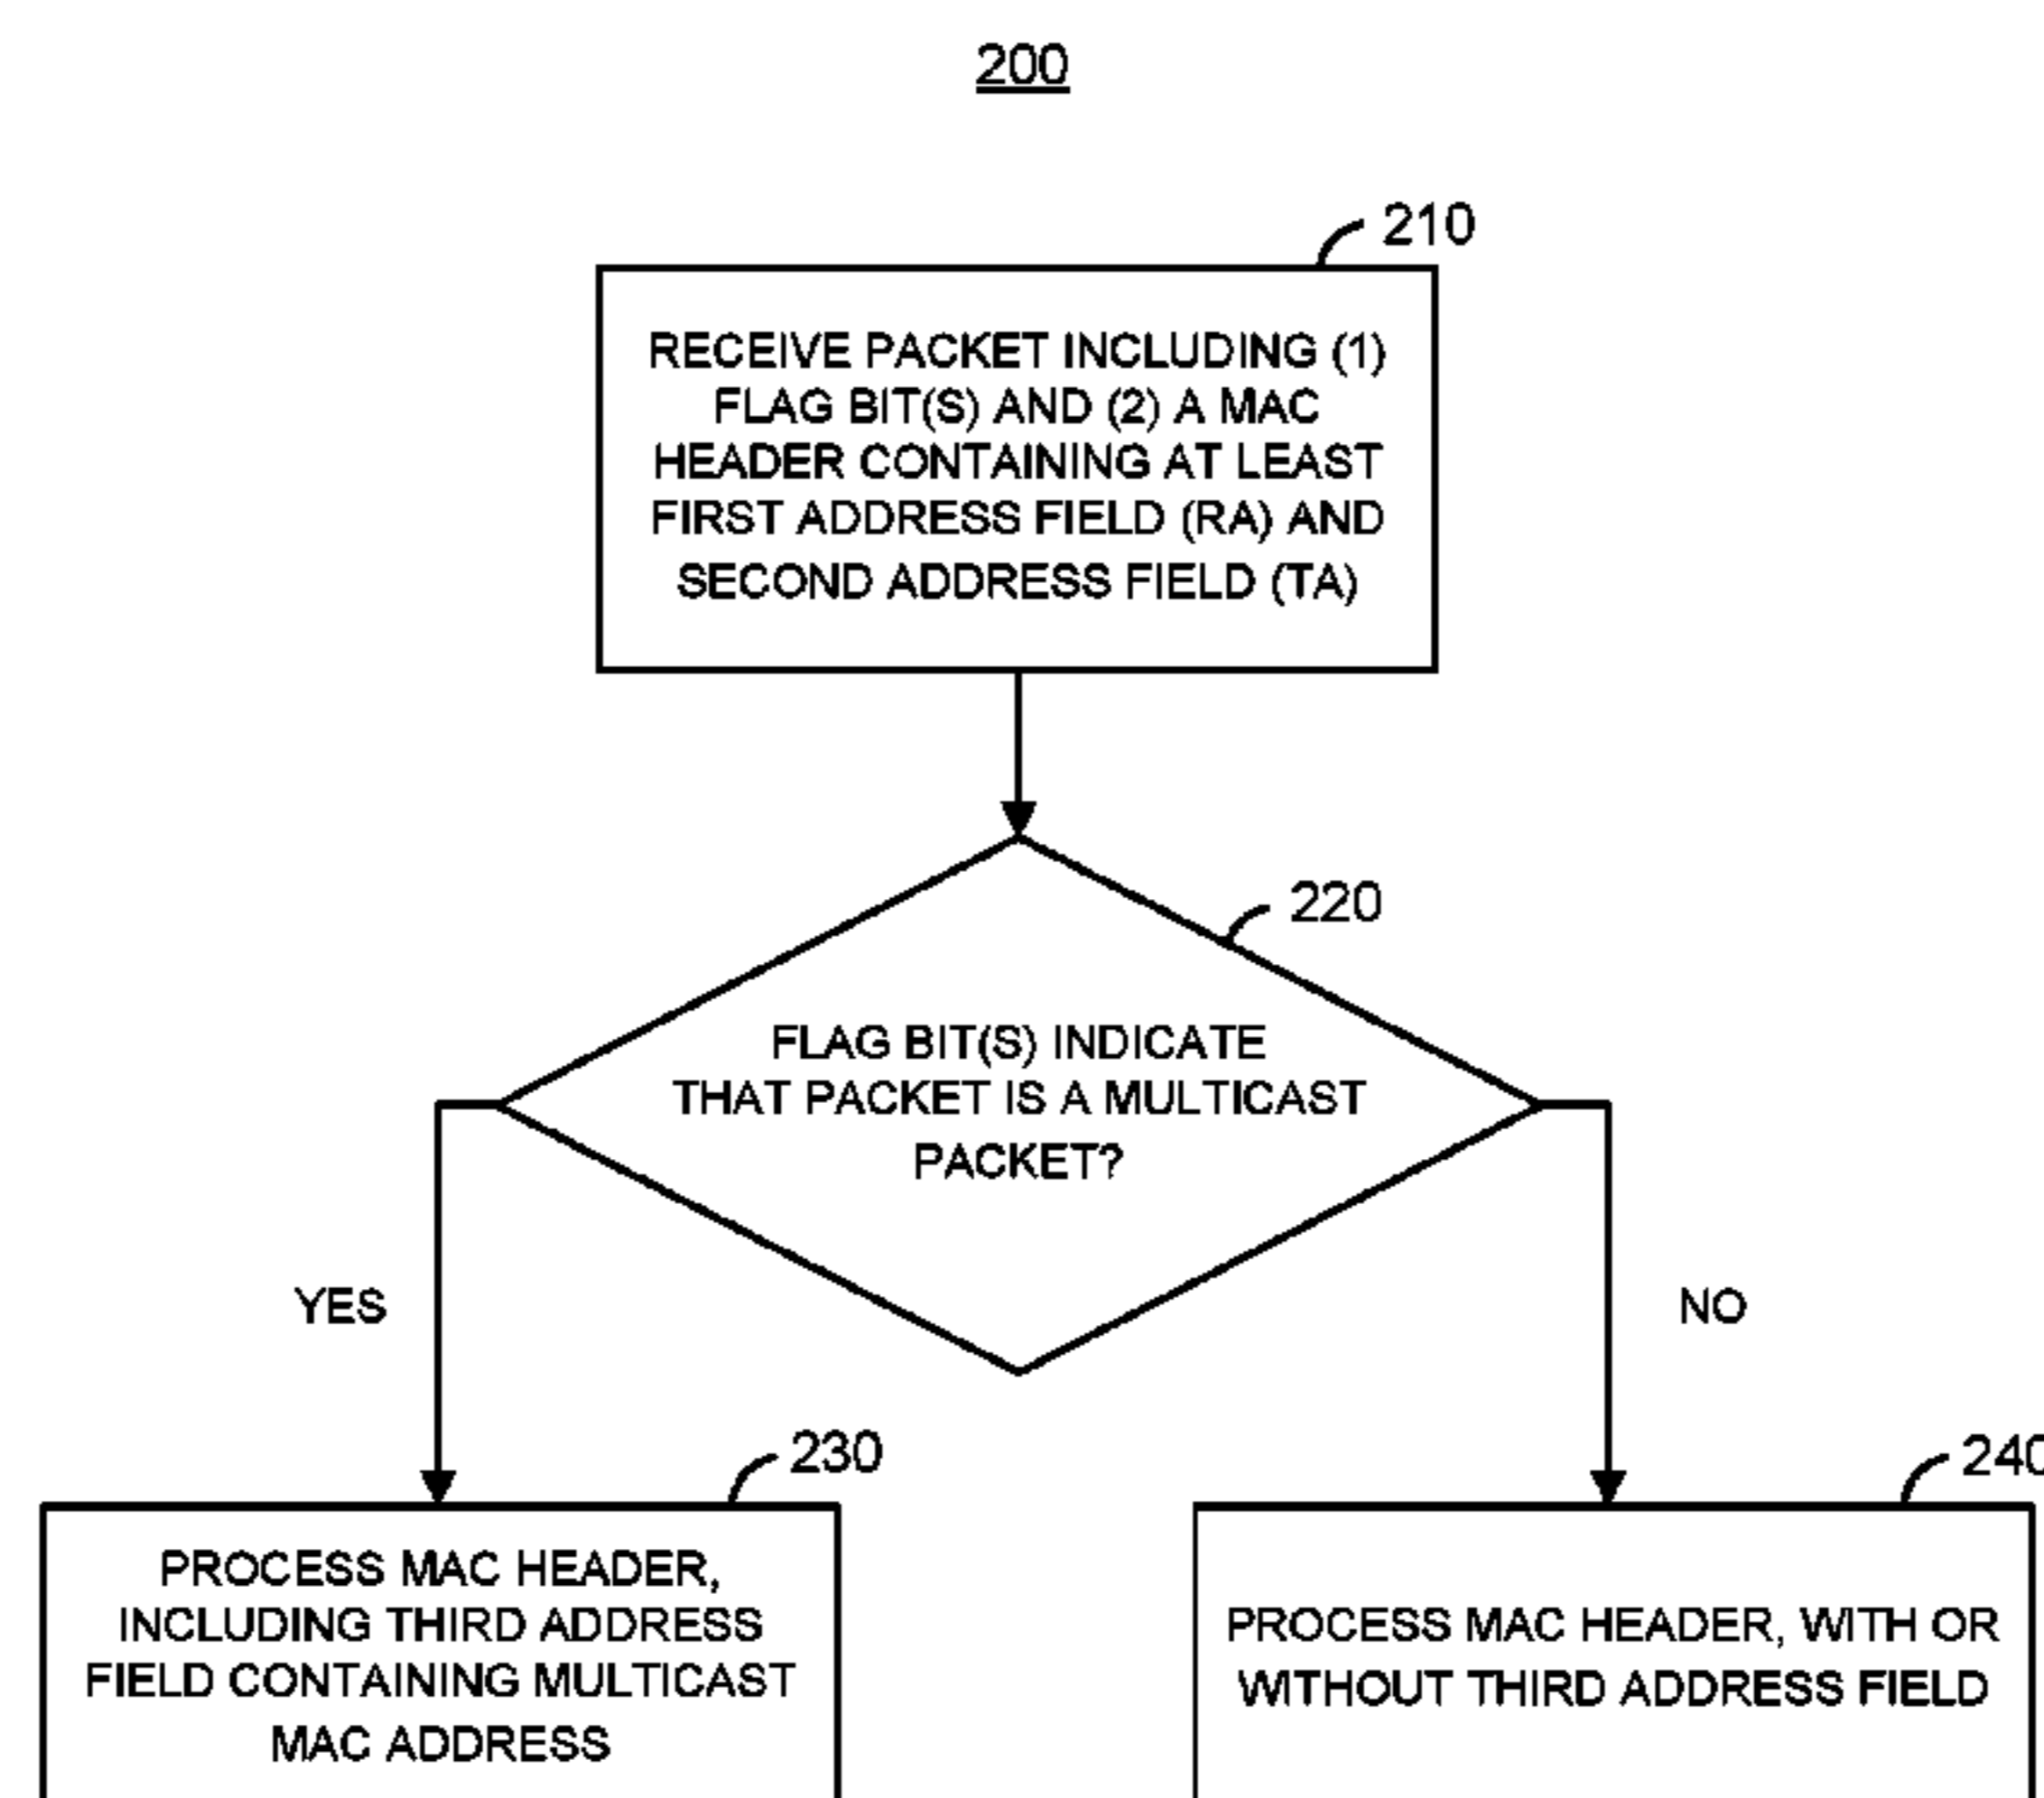 200
210
RECEIVE PACKET INCLUDING (1)
FLAG BIT(S) AND (2) A MAC
HEADER CONTAINING AT LEAST
FIRST ADDRESS FIELD (RA) AND
SECOND ADDRESS FIELD (TA)
220
FLAG BIT(S) INDICATE
THAT PACKET IS A MULTICAST
PACKET?
YES
NO
230
PROCESS MAC HEADER,
INCLUDING THIRD ADDRESS
FIELD CONTAINING MULTICAST
MAC ADDRESS
240
PROCESS MAC HEADER, WITH OR
WITHOUT THIRD ADDRESS FIELD